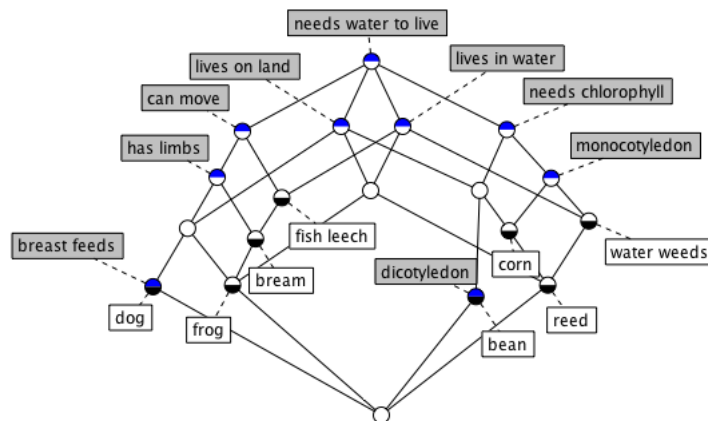 needs water to live
lives on land
lives in water
can move
needs chlorophyll
has limbs
monocotyledon
breast feeds
fish leech
water weeds
corn
dicotyledon
bream
dog
frog
reed
bean